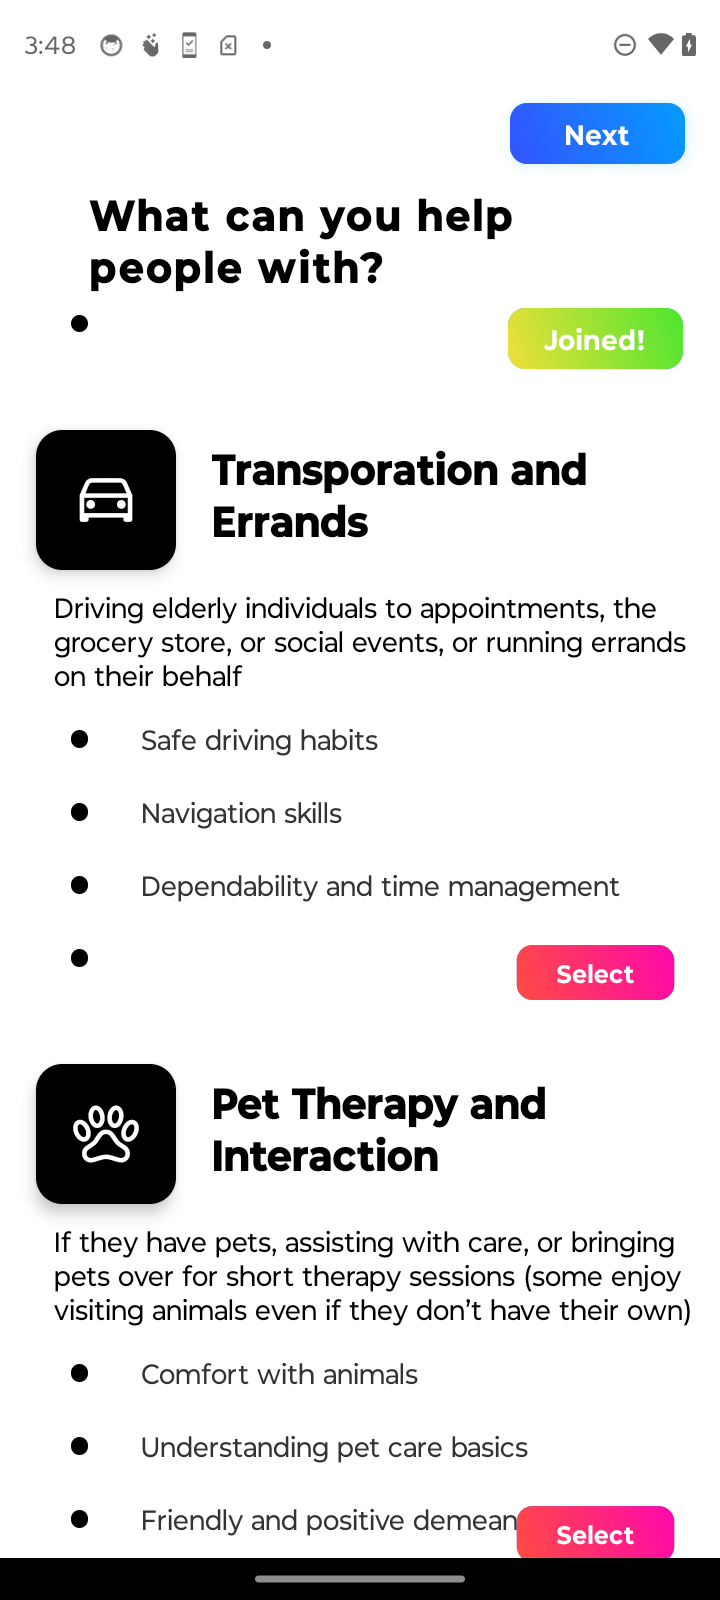 3:48
Next
What can you help
people with?
Joined!
Transporation and
Errands
Driving elderly individuals to appointments, the
grocery store, or social events, or running errands
on their behalf
Safe driving habits
Navigation skills
Dependability and time management
Select
Pet Therapy and
Interaction
If they have pets, assisting with care, or bringing
pets over for short therapy sessions (some enjoy
visiting animals even if they don’t have their own)
Comfort with animals
Understanding pet care basics
Friendly and positive demean
Select